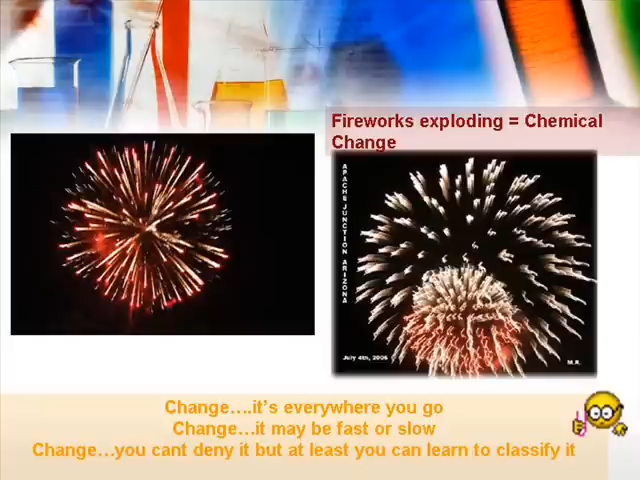 Fireworks exploding = Chemical
Change
APACHE JUNCTION ARIZONA
July 4th, 2006
M.R.
Change….it's everywhere you go
Change…it may be fast or slow
Change…you cant deny it but at least you can learn to classify it